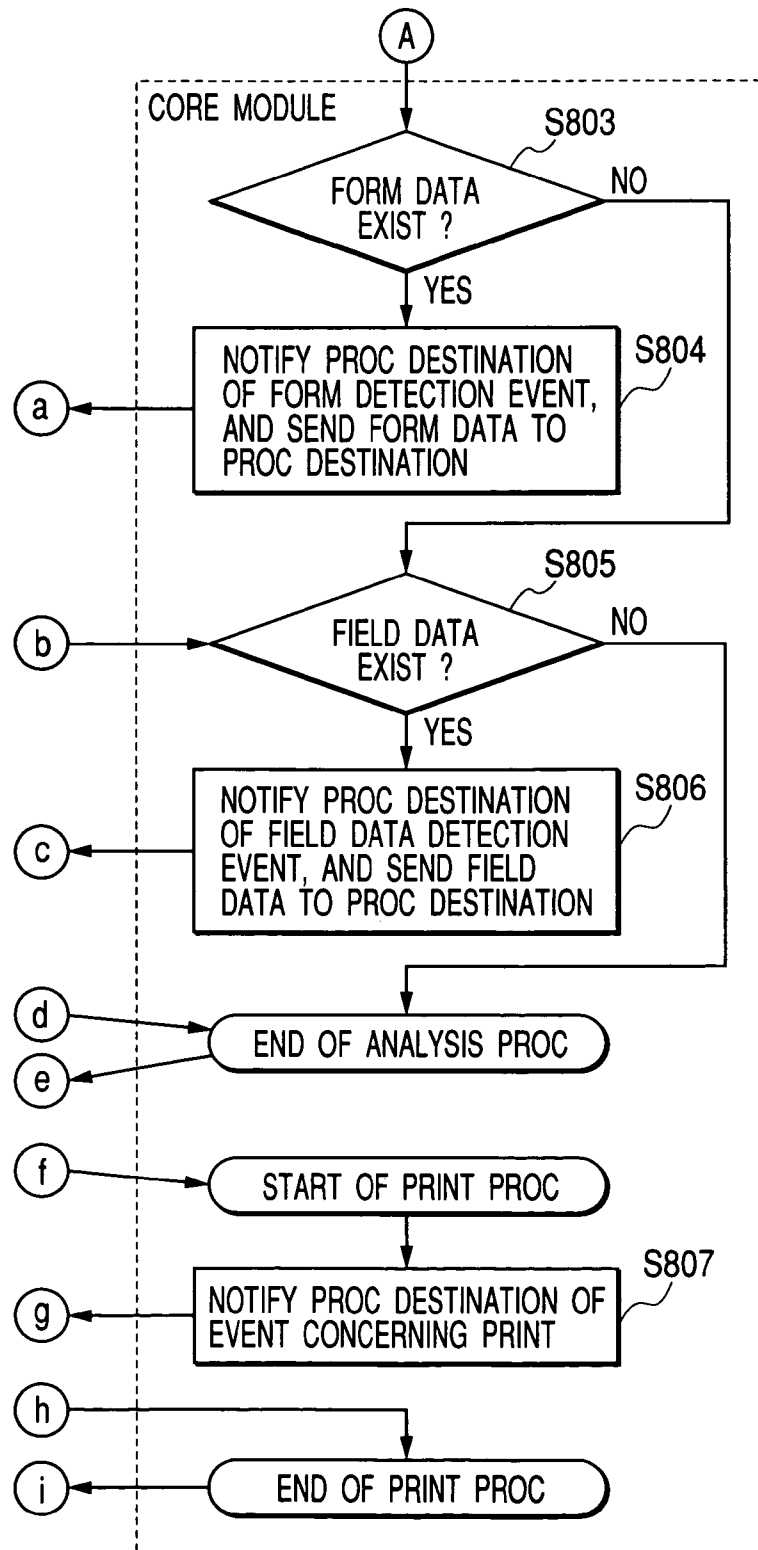 A
CORE MODULE
S803
FORM DATA
EXIST ?
NO
YES
S804
NOTIFY PROC DESTINATION
OF FORM DETECTION EVENT,
AND SEND FORM DATA TO
PROC DESTINATION
a
S805
b
FIELD DATA
EXIST ?
NO
YES
S806
NOTIFY PROC DESTINATION
OF FIELD DATA DETECTION
EVENT, AND SEND FIELD
DATA TO PROC DESTINATION
c
d
END OF ANALYSIS PROC
e
f
START OF PRINT PROC
S807
g
NOTIFY PROC DESTINATION OF
EVENT CONCERNING PRINT
h
i
END OF PRINT PROC